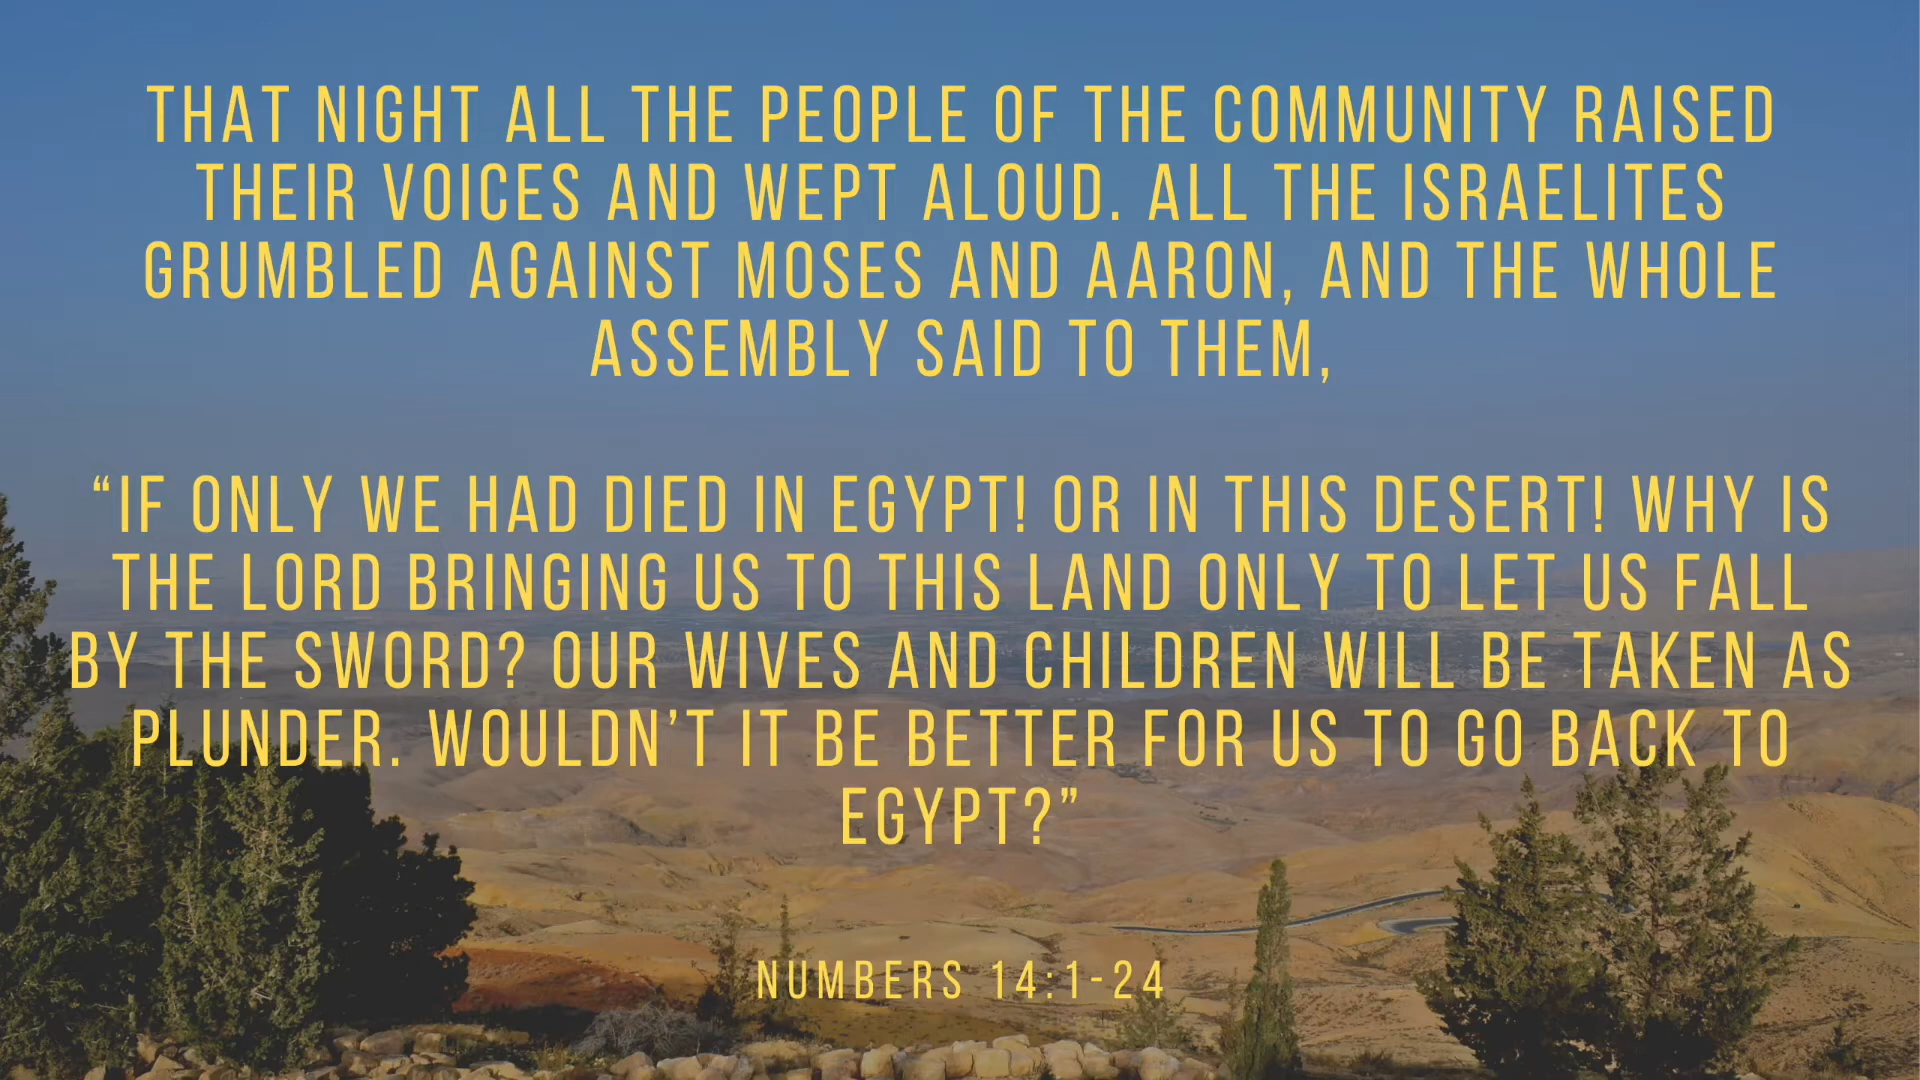 THAT NIGHT ALL THE PEOPLE OF THE COMMUNITY RAISED
THEIR VOICES AND WEPT ALOUD. ALL THE ISRAELITES
GRUMBLED AGAINST MOSES AND AARON, AND THE WHOLE
ASSEMBLY SAID TO THEM,
“IF ONLY WE HAD DIED IN EGYPT! OR IN THIS DESERT! WHY IS
THE LORD BRINGING US TO THIS LAND ONLY TO LET US FALL
BY THE SWORD? OUR WIVES AND CHILDREN WILL BE TAKEN AS
PLUNDER. WOULDN’T IT BE BETTER FOR US TO GO BACK TO
EGYPT?”
NUMBERS 14:1-24